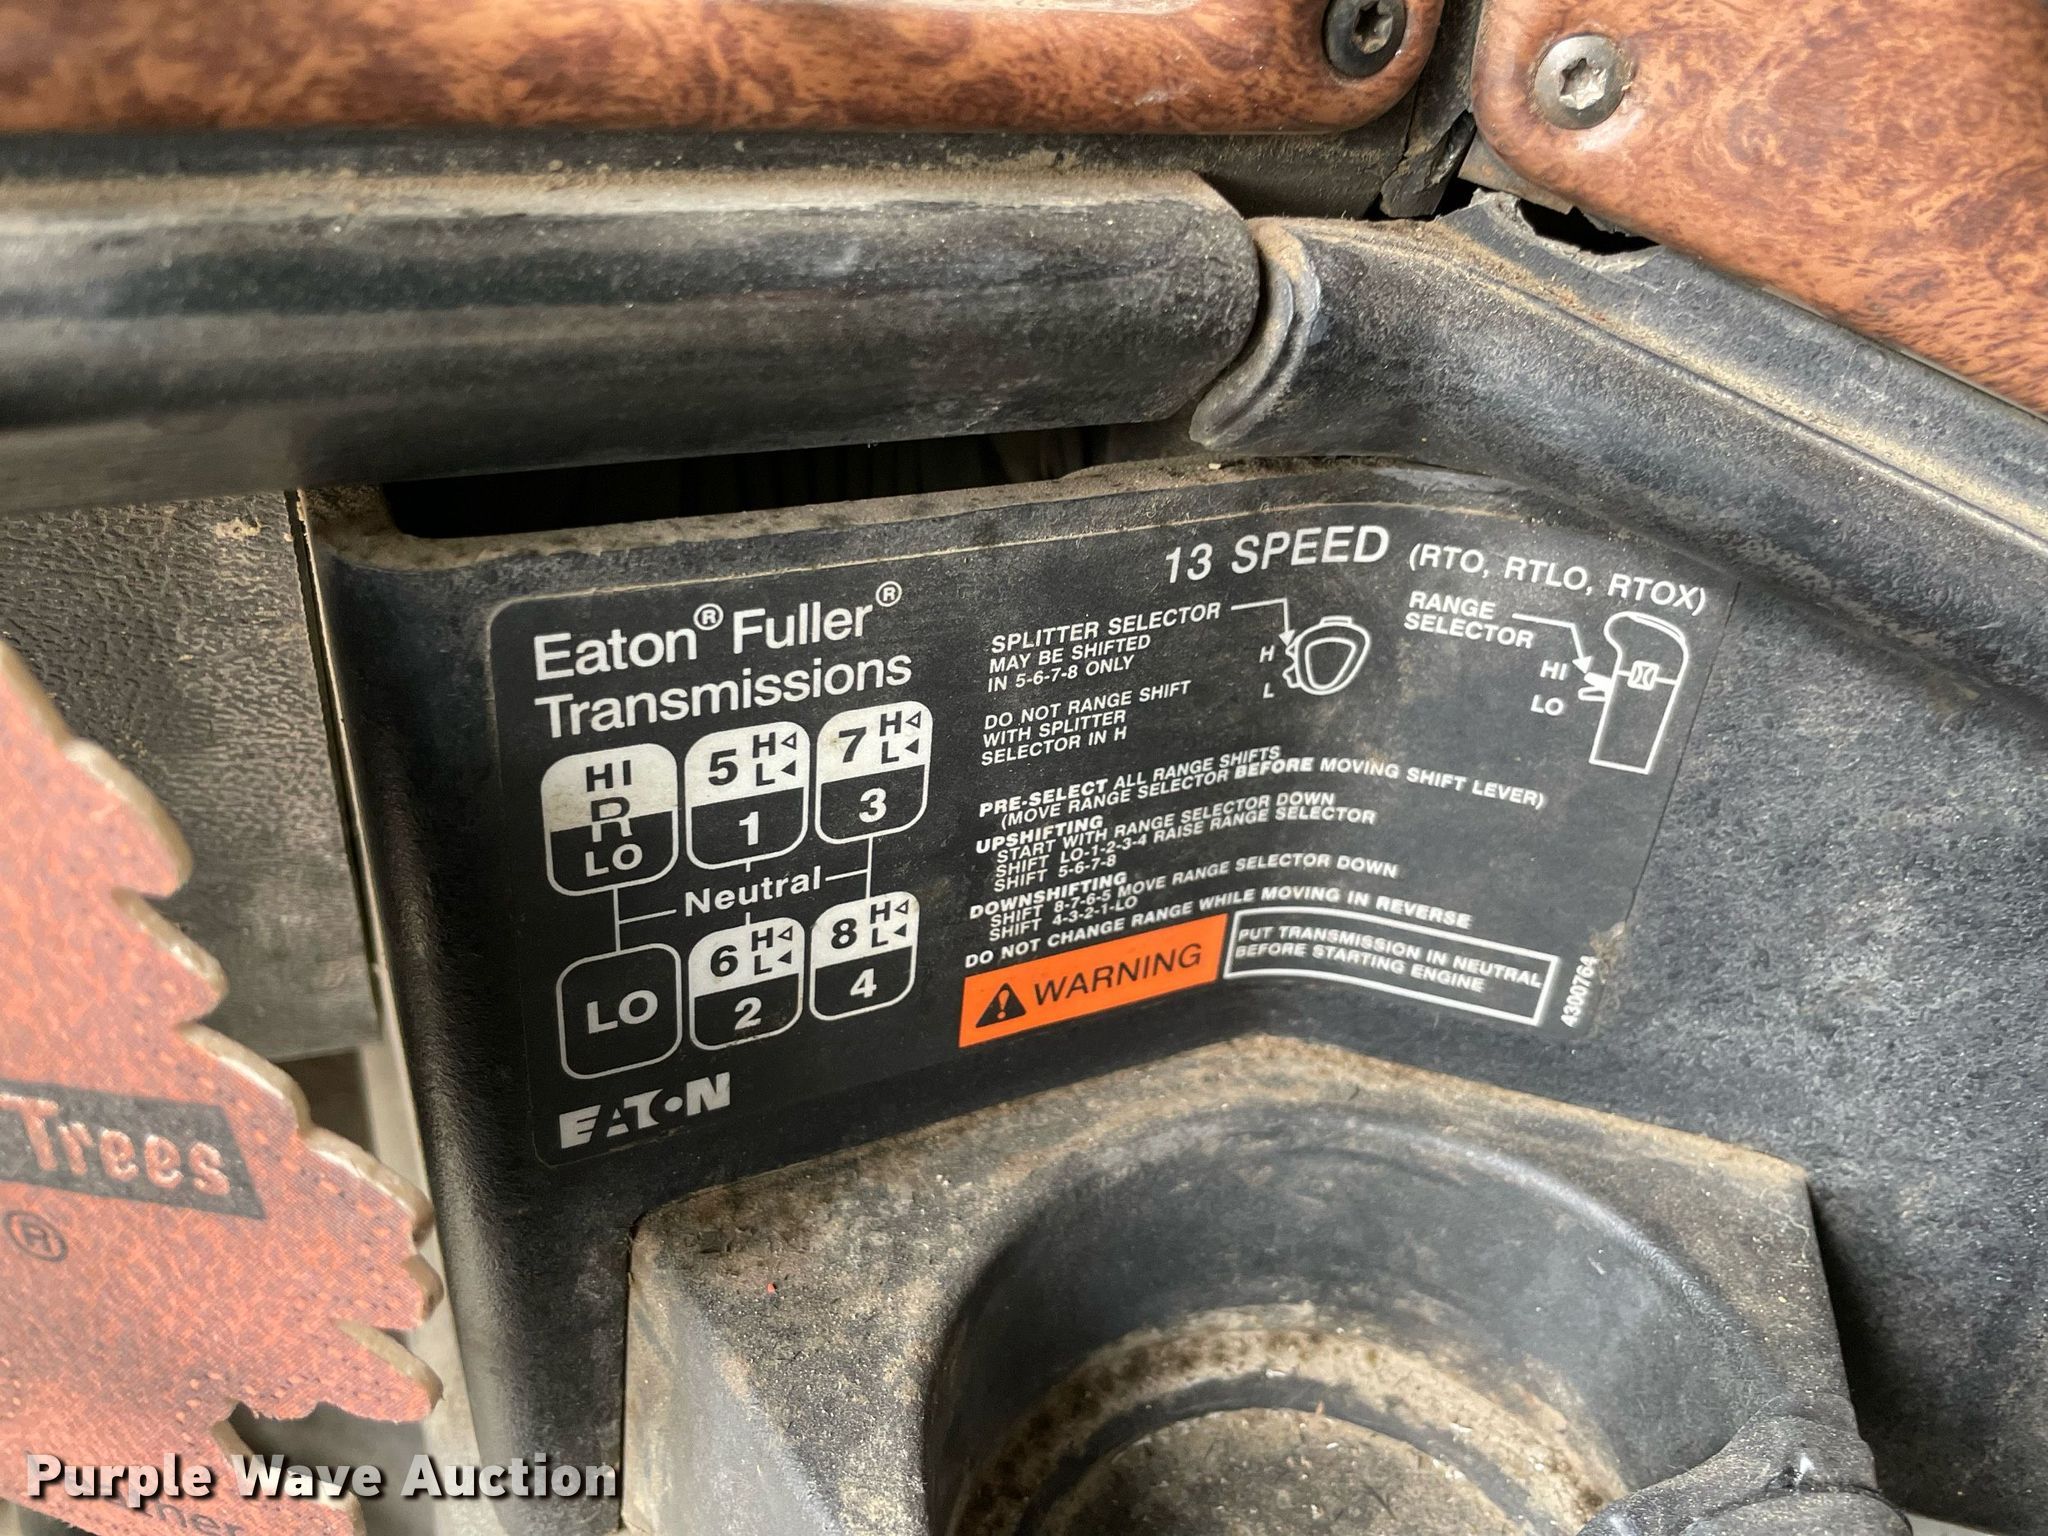 13 SPEED (RTO, RTLO, RTOX)
Eaton® Fuller®
Transmissions
HI
R
LO
5 H
L
1
7 H
L
3
Neutral
LO
6 H
L
2
8 H
L
4
EATON
SPLITTER SELECTOR
MAY BE SHIFTED
IN 5-6-7-8 ONLY
H
L
RANGE
SELECTOR
HI
LO
DO NOT RANGE SHIFT
WITH SPLITTER
SELECTOR IN H
PRE-SELECT ALL RANGE SHIFTS
(MOVE RANGE SELECTOR BEFORE MOVING SHIFT LEVER)
UPSHIFTING
START WITH RANGE SELECTOR DOWN
SHIFT LO-1-2-3-4 RAISE RANGE SELECTOR
SHIFT 5-6-7-8
DOWNSHIFTING
SHIFT 8-7-6-5 MOVE RANGE SELECTOR DOWN
SHIFT 4-3-2-1-LO
DO NOT CHANGE RANGE WHILE MOVING IN REVERSE
WARNING
PUT TRANSMISSION IN NEUTRAL
BEFORE STARTING ENGINE
4300764
Trees
®
Purple Wave Auction